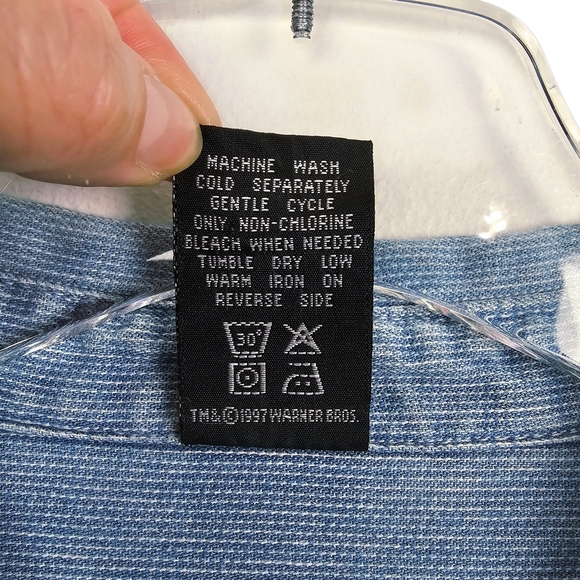 MACHINE WASH
COLD SEPARATELY
GENTLE CYCLE
ONLY NON-CHLORINE
BLEACH WHEN NEEDED
TUMBLE DRY LOW
WARM IRON ON
REVERSE SIDE
30°
TM&©1997 WARNER BROS.